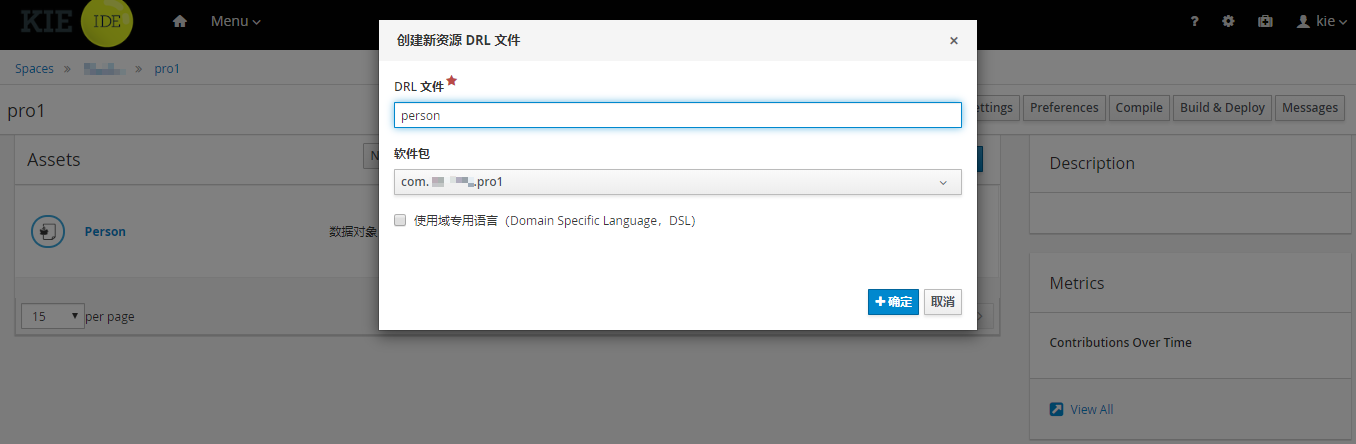 KIE IDE Menu ? kie
创建新资源 DRL 文件 ×
Spaces » » pro1
DRL 文件
pro1
person
ettings Preferences Compile Build & Deploy Messages
软件包
Assets
N
Description
com. .pro1
使用域专用语言（Domain Specific Language，DSL）
Person 数据对象
Metrics
确定 取消
15 per page
Contributions Over Time
View All